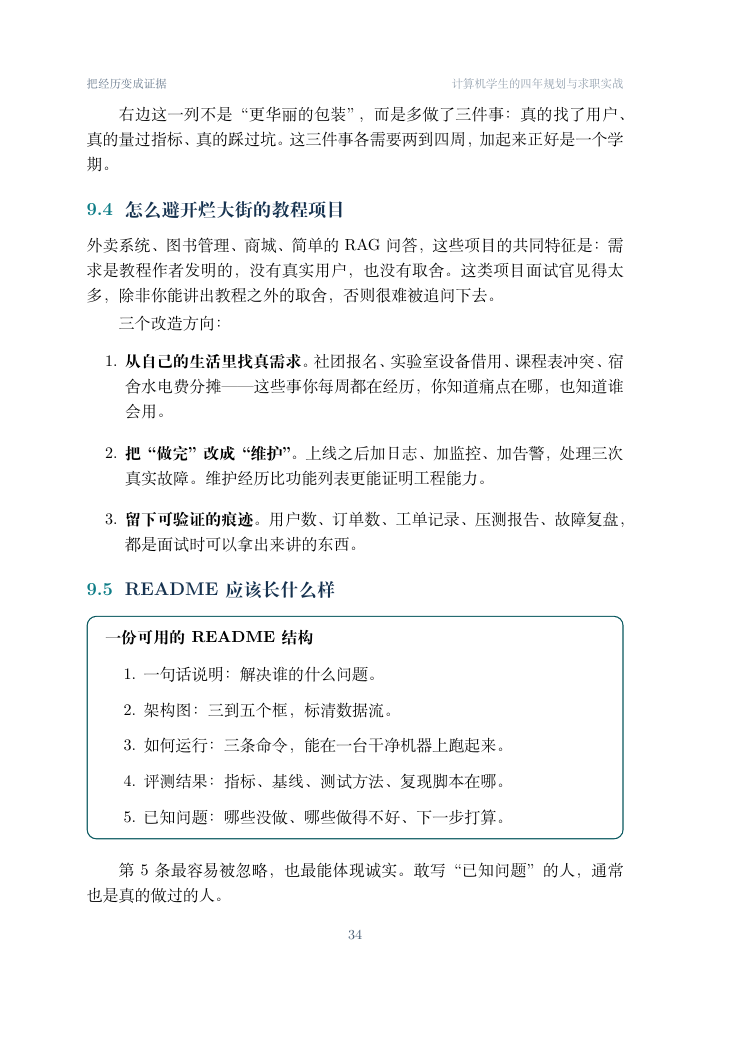 把经历变成证据
计算机学生的四年规划与求职实战
右边这一列不是“更华丽的包装”，而是多做了三件事：真的找了用户、
真的量过指标、真的踩过坑。这三件事各需要两到四周，加起来正好是一个学
期。
9.4 怎么避开烂大街的教程项目
外卖系统、图书管理、商城、简单的 RAG 问答，这些项目的共同特征是：需
求是教程作者发明的，没有真实用户，也没有取舍。这类项目面试官见得太
多，除非你能讲出教程之外的取舍，否则很难被追问下去。
三个改造方向：
1. 从自己的生活里找真需求。社团报名、实验室设备借用、课程表冲突、宿
舍水电费分摊——这些事你每周都在经历，你知道痛点在哪，也知道谁
会用。
2. 把“做完”改成“维护”。上线之后加日志、加监控、加告警，处理三次
真实故障。维护经历比功能列表更能证明工程能力。
3. 留下可验证的痕迹。用户数、订单数、工单记录、压测报告、故障复盘，
都是面试时可以拿出来讲的东西。
9.5 README 应该长什么样
一份可用的 README 结构
1. 一句话说明：解决谁的什么问题。
2. 架构图：三到五个框，标清数据流。
3. 如何运行：三条命令，能在一台干净机器上跑起来。
4. 评测结果：指标、基线、测试方法、复现脚本在哪。
5. 已知问题：哪些没做、哪些做得不好、下一步打算。
第 5 条最容易被忽略，也最能体现诚实。敢写“已知问题”的人，通常
也是真的做过的人。
34